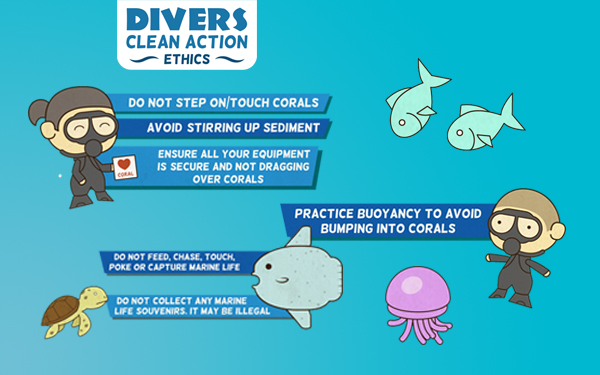 DIVERS
CLEAN ACTION
ETHICS
DO NOT STEP ON/TOUCH CORALS
AVOID STIRRING UP SEDIMENT
ENSURE ALL YOUR EQUIPMENT
IS SECURE AND NOT DRAGGING
OVER CORALS
CORAL
PRACTICE BUOYANCY TO AVOID
BUMPING INTO CORALS
DO NOT FEED, CHASE, TOUCH,
POKE OR CAPTURE MARINE LIFE
DO NOT COLLECT ANY MARINE
LIFE SOUVENIRS. IT MAY BE ILLEGAL